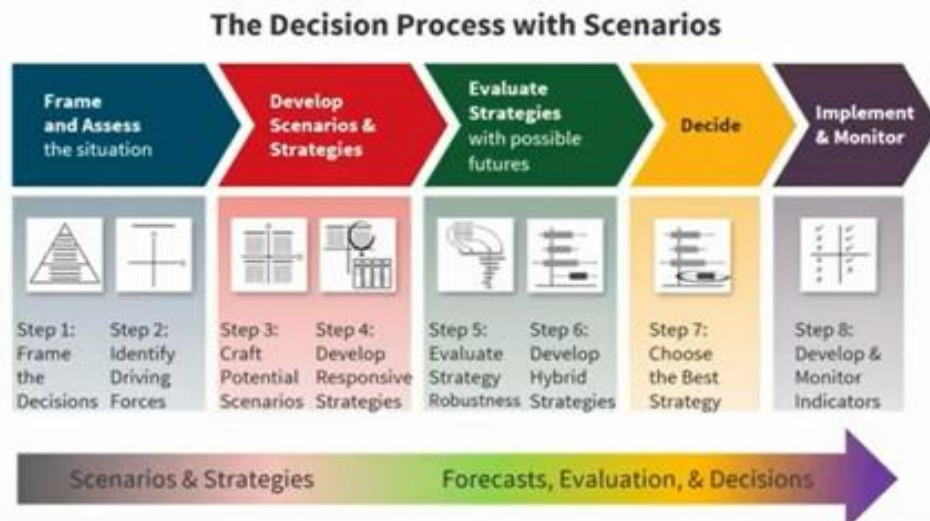 The Decision Process with Scenarios
Frame
and Assess
the situation
Develop
Scenarios &
Strategies
Evaluate
Strategies
with possible
futures
Decide
Implement
& Monitor
Step 1:
Frame
the
Decisions
Step 2:
Identify
Driving
Forces
Step 3:
Craft
Potential
Scenarios
Step 4:
Develop
Responsive
Strategies
Step 5:
Evaluate
Strategy
Robustness
Step 6:
Develop
Hybrid
Strategies
Step 7:
Choose
the Best
Strategy
Step 8:
Develop &
Monitor
Indicators
Scenarios & Strategies
Forecasts, Evaluation, & Decisions